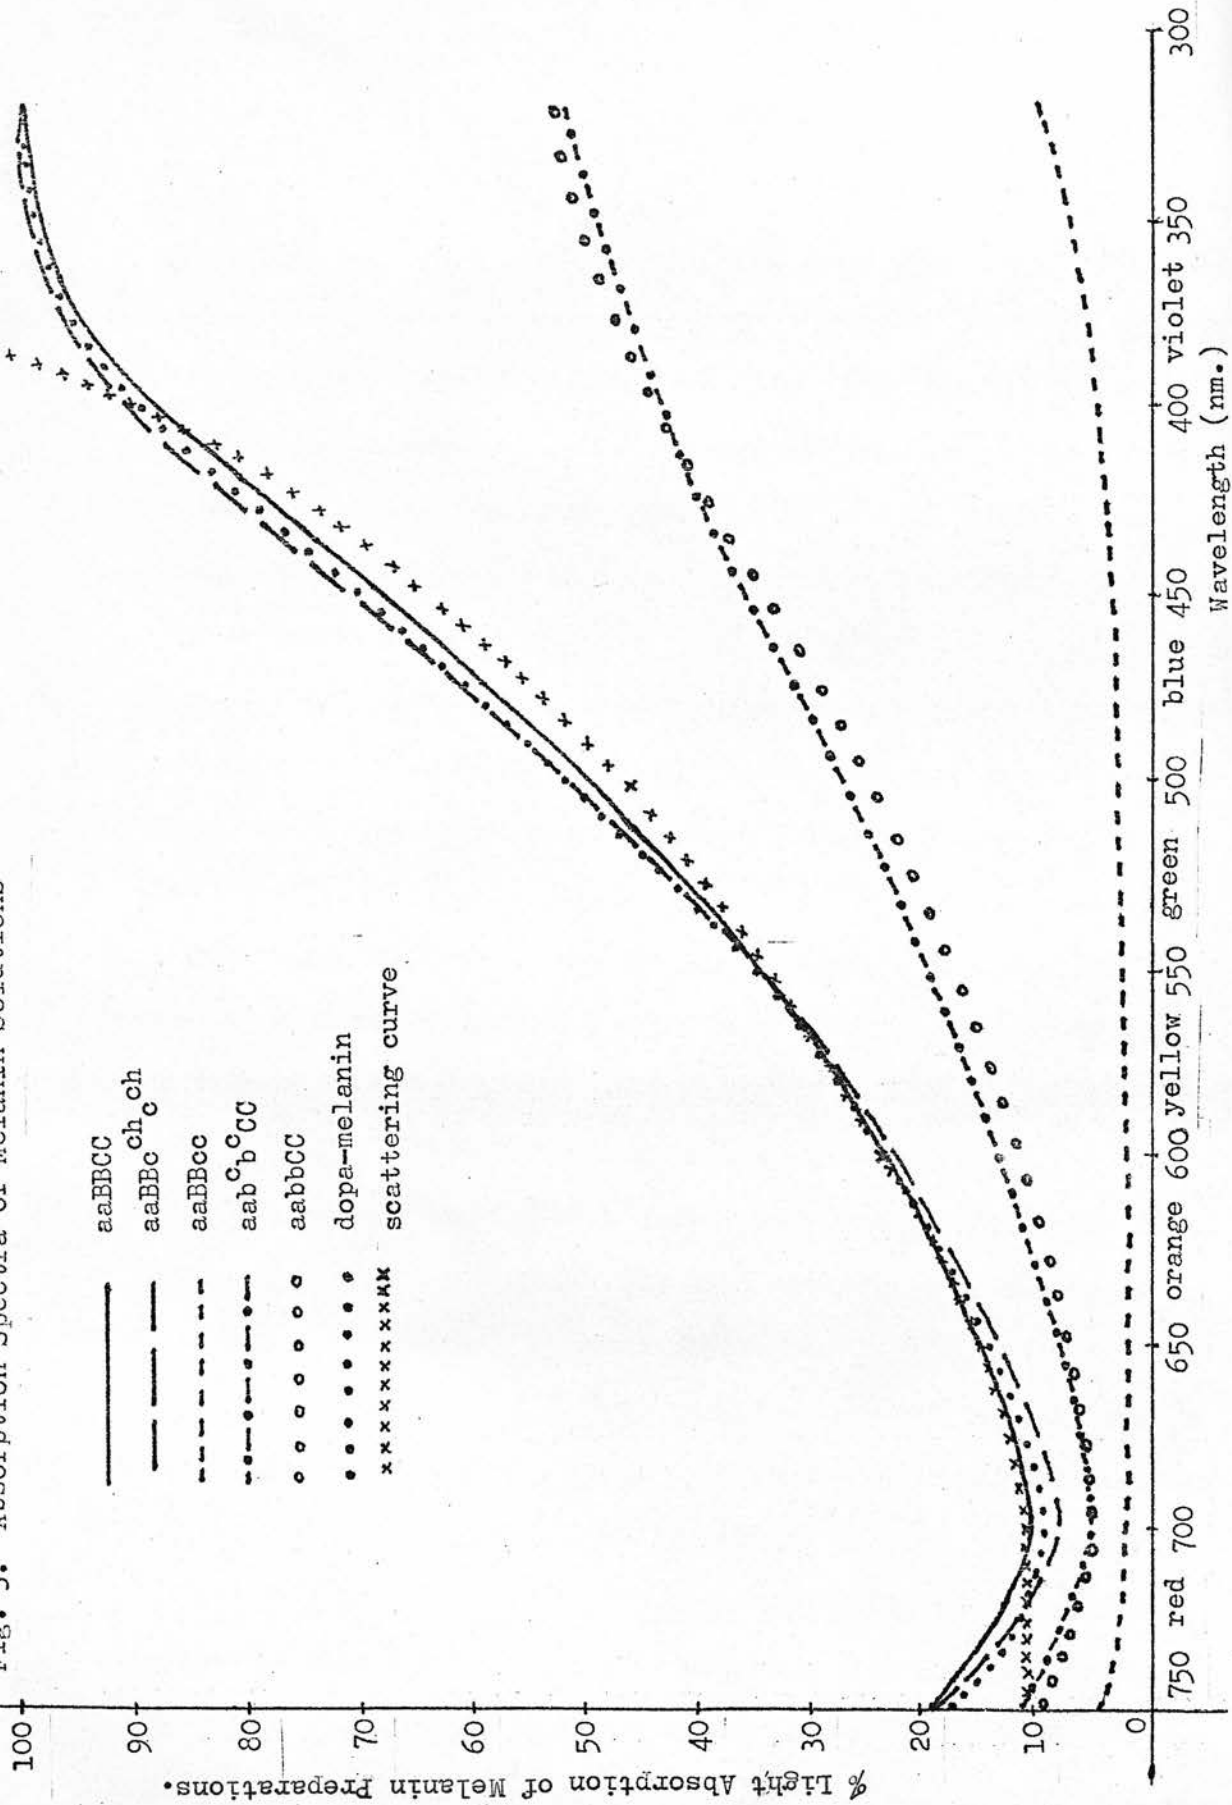 Fig. 5. Absorption Spectra of Melanin Solutions
aaBBCC
aaBBc^ch c^ch
aaBBcc
aab^c b^c CC
aabbCC
dopa-melanin
scattering curve
% Light Absorption of Melanin Preparations.
100
90
80
70
60
50
40
30
20
10
0
750 red 700 650 orange 600 yellow 550 green 500 blue 450 400 violet 350 300
Wavelength (nm.)